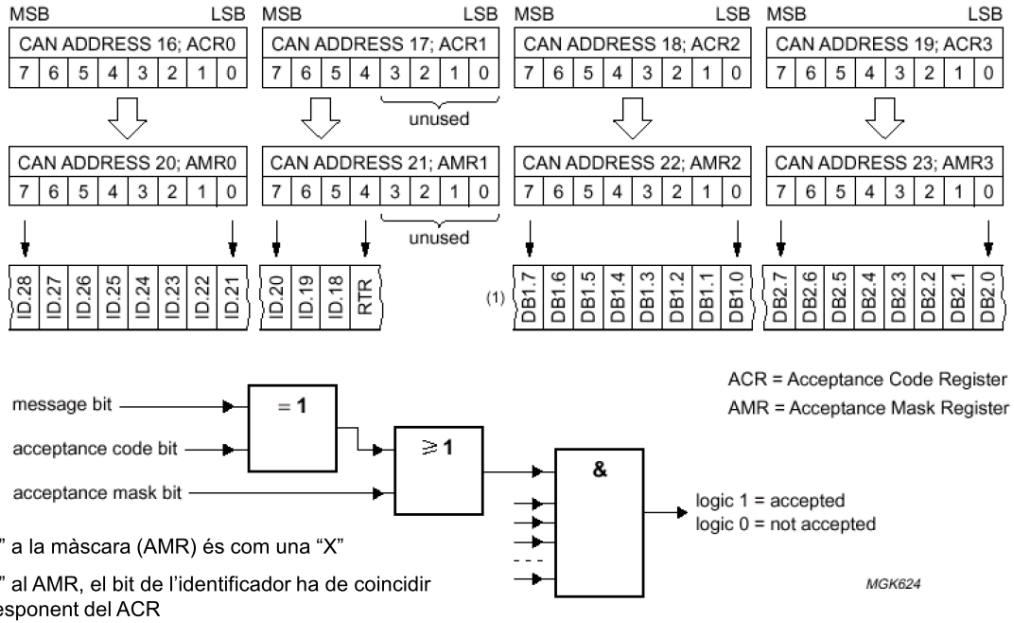 MSB LSB MSB LSB MSB LSB MSB LSB
CAN ADDRESS 16; ACR0 CAN ADDRESS 17; ACR1 CAN ADDRESS 18; ACR2 CAN ADDRESS 19; ACR3
7 6 5 4 3 2 1 0 7 6 5 4 3 2 1 0 7 6 5 4 3 2 1 0 7 6 5 4 3 2 1 0
unused
CAN ADDRESS 20; AMR0 CAN ADDRESS 21; AMR1 CAN ADDRESS 22; AMR2 CAN ADDRESS 23; AMR3
7 6 5 4 3 2 1 0 7 6 5 4 3 2 1 0 7 6 5 4 3 2 1 0 7 6 5 4 3 2 1 0
unused
ID.28 ID.27 ID.26 ID.25 ID.24 ID.23 ID.22 ID.21 ID.20 ID.19 ID.18 RTR (1) DB1.7 DB1.6 DB1.5 DB1.4 DB1.3 DB1.2 DB1.1 DB1.0 DB2.7 DB2.6 DB2.5 DB2.4 DB2.3 DB2.2 DB2.1 DB2.0
ACR = Acceptance Code Register
AMR = Acceptance Mask Register
message bit
= 1
acceptance code bit
≥ 1
acceptance mask bit
&
logic 1 = accepted
logic 0 = not accepted
” a la màscara (AMR) és com una “X”
” al AMR, el bit de l’identificador ha de coincidir
esponent del ACR
MGK624